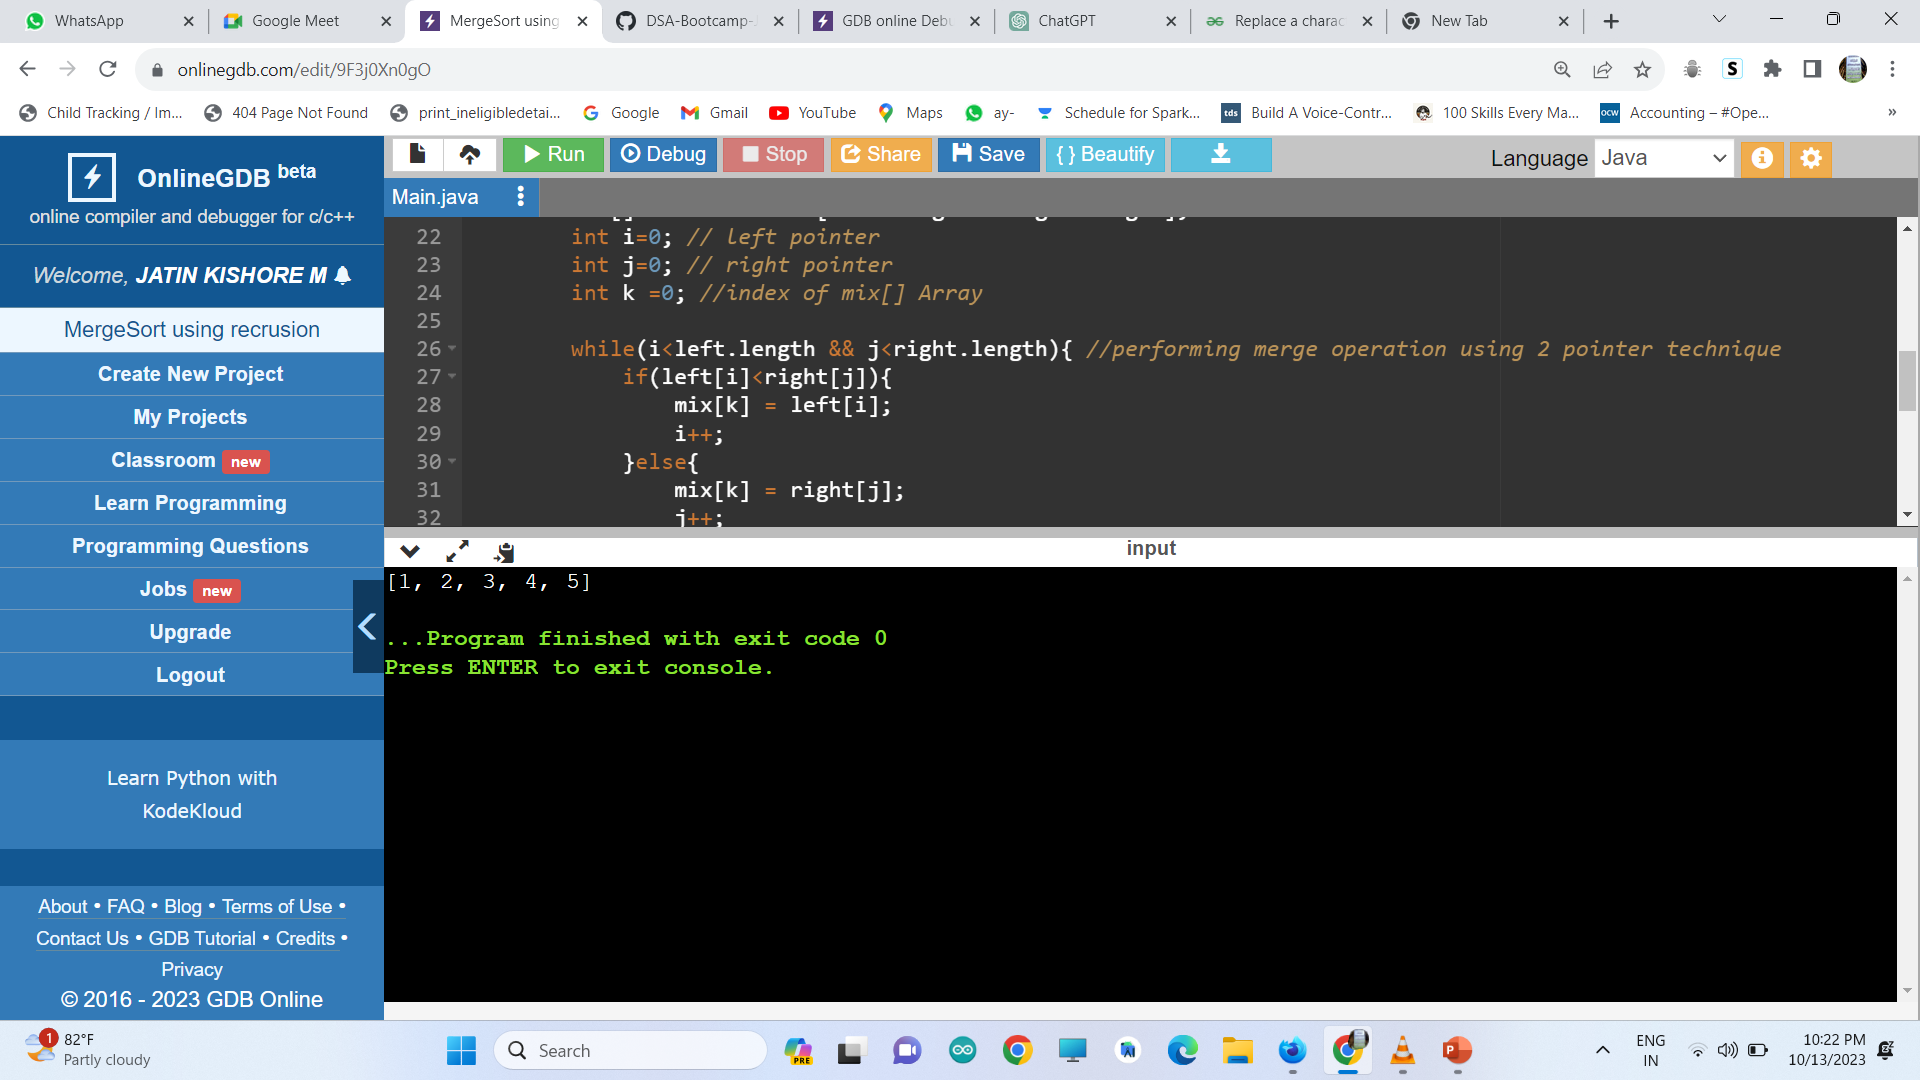 WhatsApp
Google Meet
MergeSort using
DSA-Bootcamp-
GDB online Debu
ChatGPT
Replace a charac
New Tab
onlinegdb.com/edit/9F3j0Xn0gO
Child Tracking / Im...
404 Page Not Found
print_ineligibledetai...
Google
Gmail
YouTube
Maps
ay-
Schedule for Spark...
tds Build A Voice-Contr...
100 Skills Every Ma...
OCW Accounting – #Ope...
»
OnlineGDB beta
online compiler and debugger for c/c++
Welcome, JATIN KISHORE M
MergeSort using recrusion
Create New Project
My Projects
Classroom new
Learn Programming
Programming Questions
Jobs new
Upgrade
Logout
Learn Python with
KodeKloud
About • FAQ • Blog • Terms of Use •
Contact Us • GDB Tutorial • Credits •
Privacy
© 2016 - 2023 GDB Online
Run
Debug
Stop
Share
Save
{ } Beautify
Language Java
Main.java
22 int i=0; // left pointer
23 int j=0; // right pointer
24 int k =0; //index of mix[] Array
25
26 while(i<left.length && j<right.length){ //performing merge operation using 2 pointer technique
27 if(left[i]<right[j]){
28 mix[k] = left[i];
29 i++;
30 }else{
31 mix[k] = right[j];
32 j++;
input
[1, 2, 3, 4, 5]
...Program finished with exit code 0
Press ENTER to exit console.
1
82°F
Partly cloudy
Search
PRE
ENG
IN
10:22 PM
10/13/2023